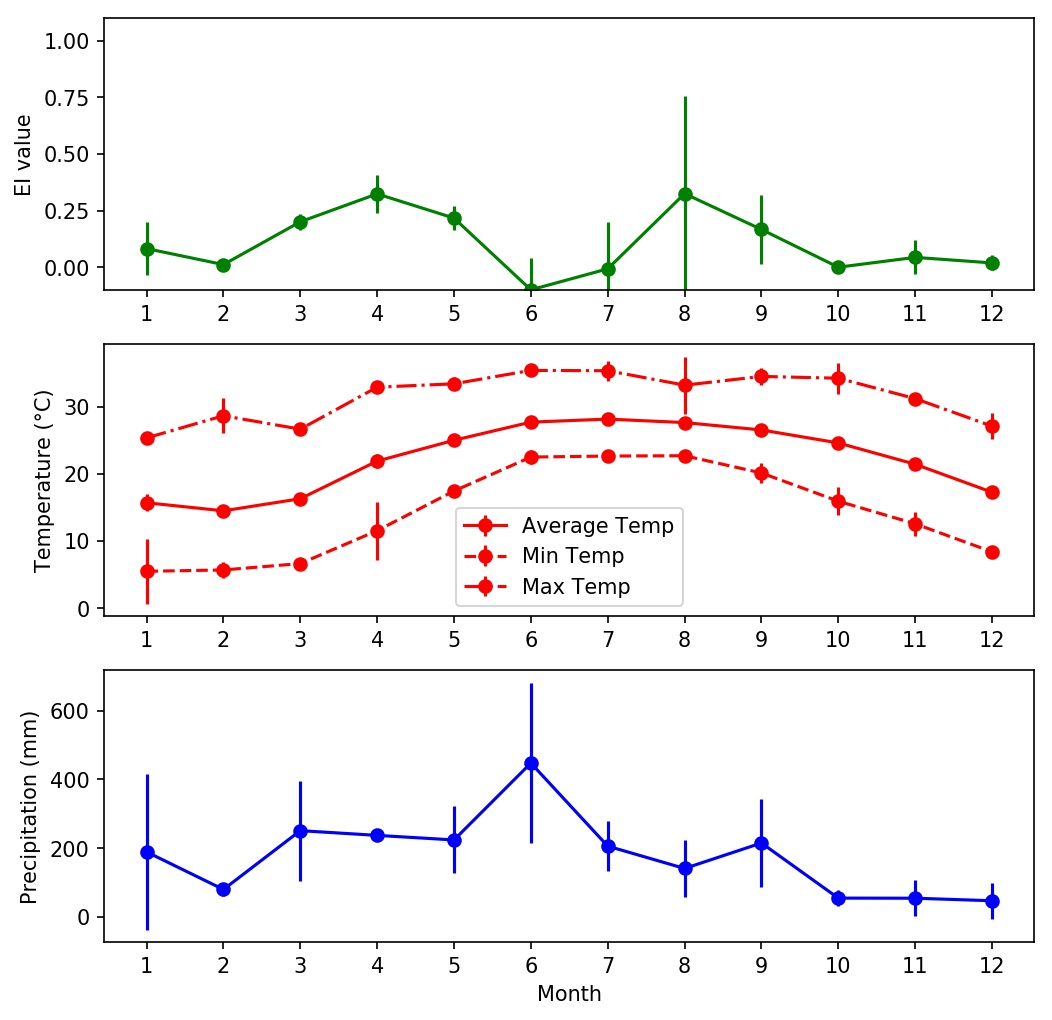 EI value
1.00
0.75
0.50
0.25
0.00
1 2 3 4 5 6 7 8 9 10 11 12
Temperature (°C)
30
20
10
0
Average Temp
Min Temp
Max Temp
1 2 3 4 5 6 7 8 9 10 11 12
Precipitation (mm)
600
400
200
0
1 2 3 4 5 6 7 8 9 10 11 12
Month